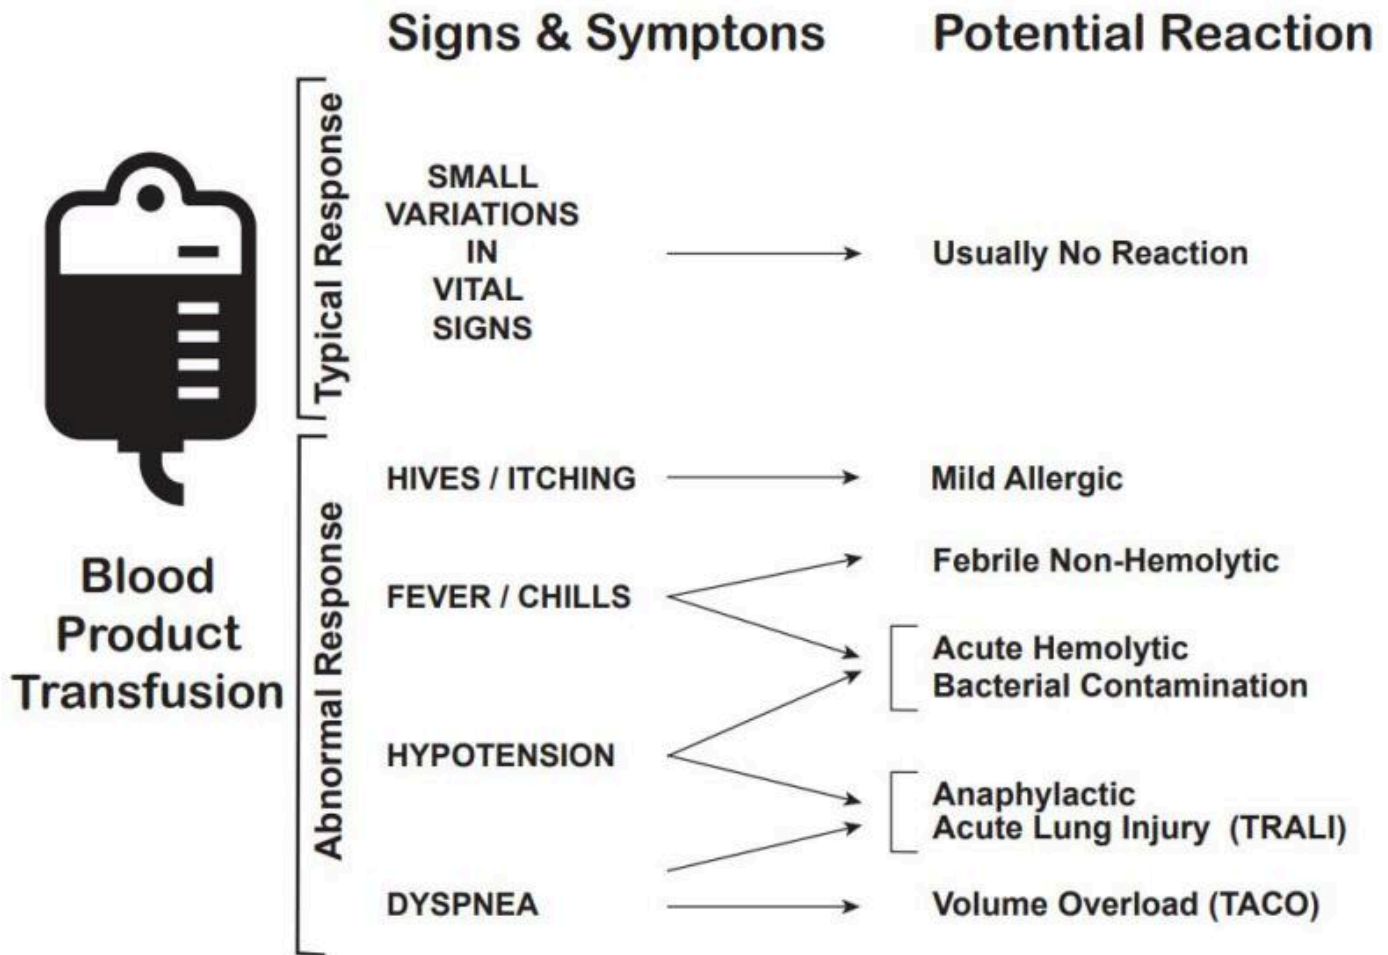 Signs & Symptons
Potential Reaction
Typical Response
SMALL
VARIATIONS
IN
VITAL
SIGNS
Usually No Reaction
Blood
Product
Transfusion
Abnormal Response
HIVES / ITCHING
Mild Allergic
FEVER / CHILLS
Febrile Non-Hemolytic
Acute Hemolytic
Bacterial Contamination
HYPOTENSION
Anaphylactic
Acute Lung Injury (TRALI)
DYSPNEA
Volume Overload (TACO)